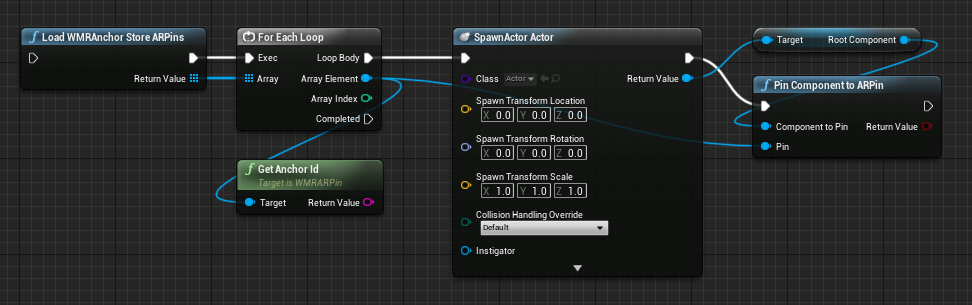 Load WMRAnchor Store ARPins
Return Value
For Each Loop
Exec
Loop Body
Array
Array Element
Array Index
Completed
Get Anchor Id
Target is WMRARPin
Target
Return Value
SpawnActor Actor
Class
Actor
Return Value
Spawn Transform Location
X 0.0 Y 0.0 Z 0.0
Spawn Transform Rotation
X 0.0 Y 0.0 Z 0.0
Spawn Transform Scale
X 1.0 Y 1.0 Z 1.0
Collision Handling Override
Default
Instigator
Target
Root Component
Pin Component to ARPin
Component to Pin
Return Value
Pin